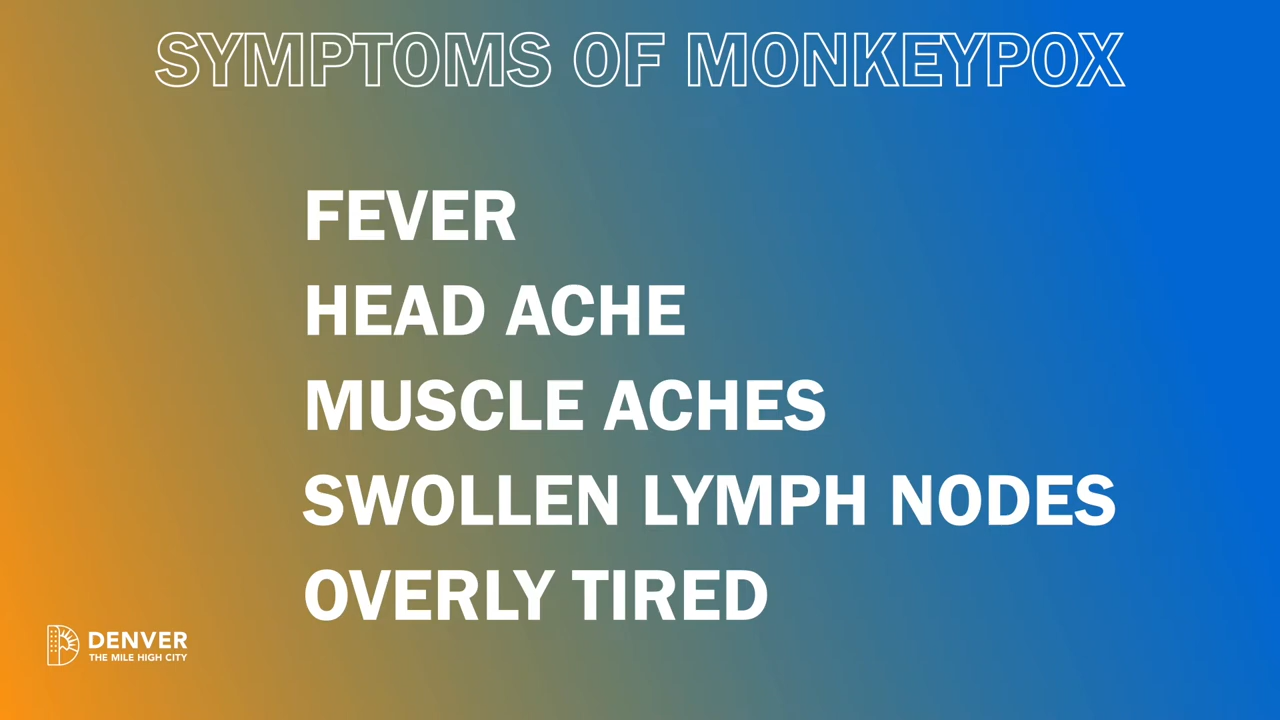 SYMPTOMS OF MONKEYPOX
FEVER
HEAD ACHE
MUSCLE ACHES
SWOLLEN LYMPH NODES
OVERLY TIRED
DENVER
THE MILE HIGH CITY